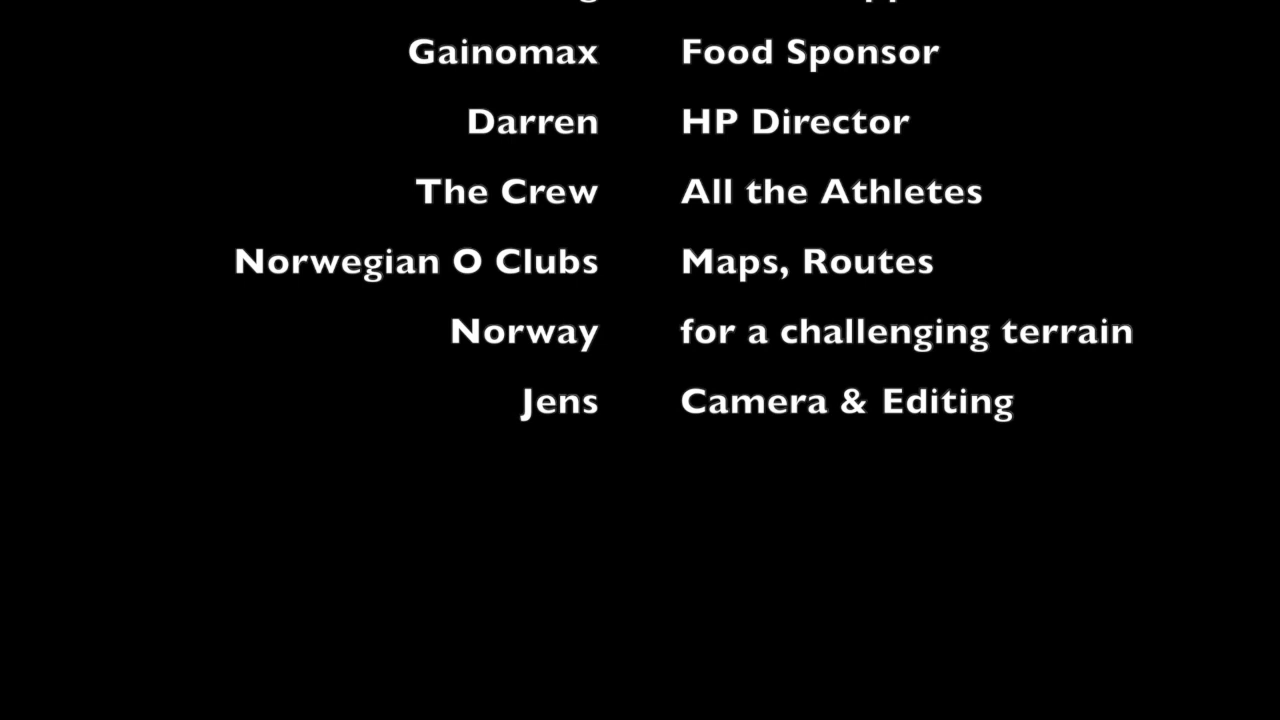 Gainomax Food Sponsor
Darren HP Director
The Crew All the Athletes
Norwegian O Clubs Maps, Routes
Norway for a challenging terrain
Jens Camera & Editing